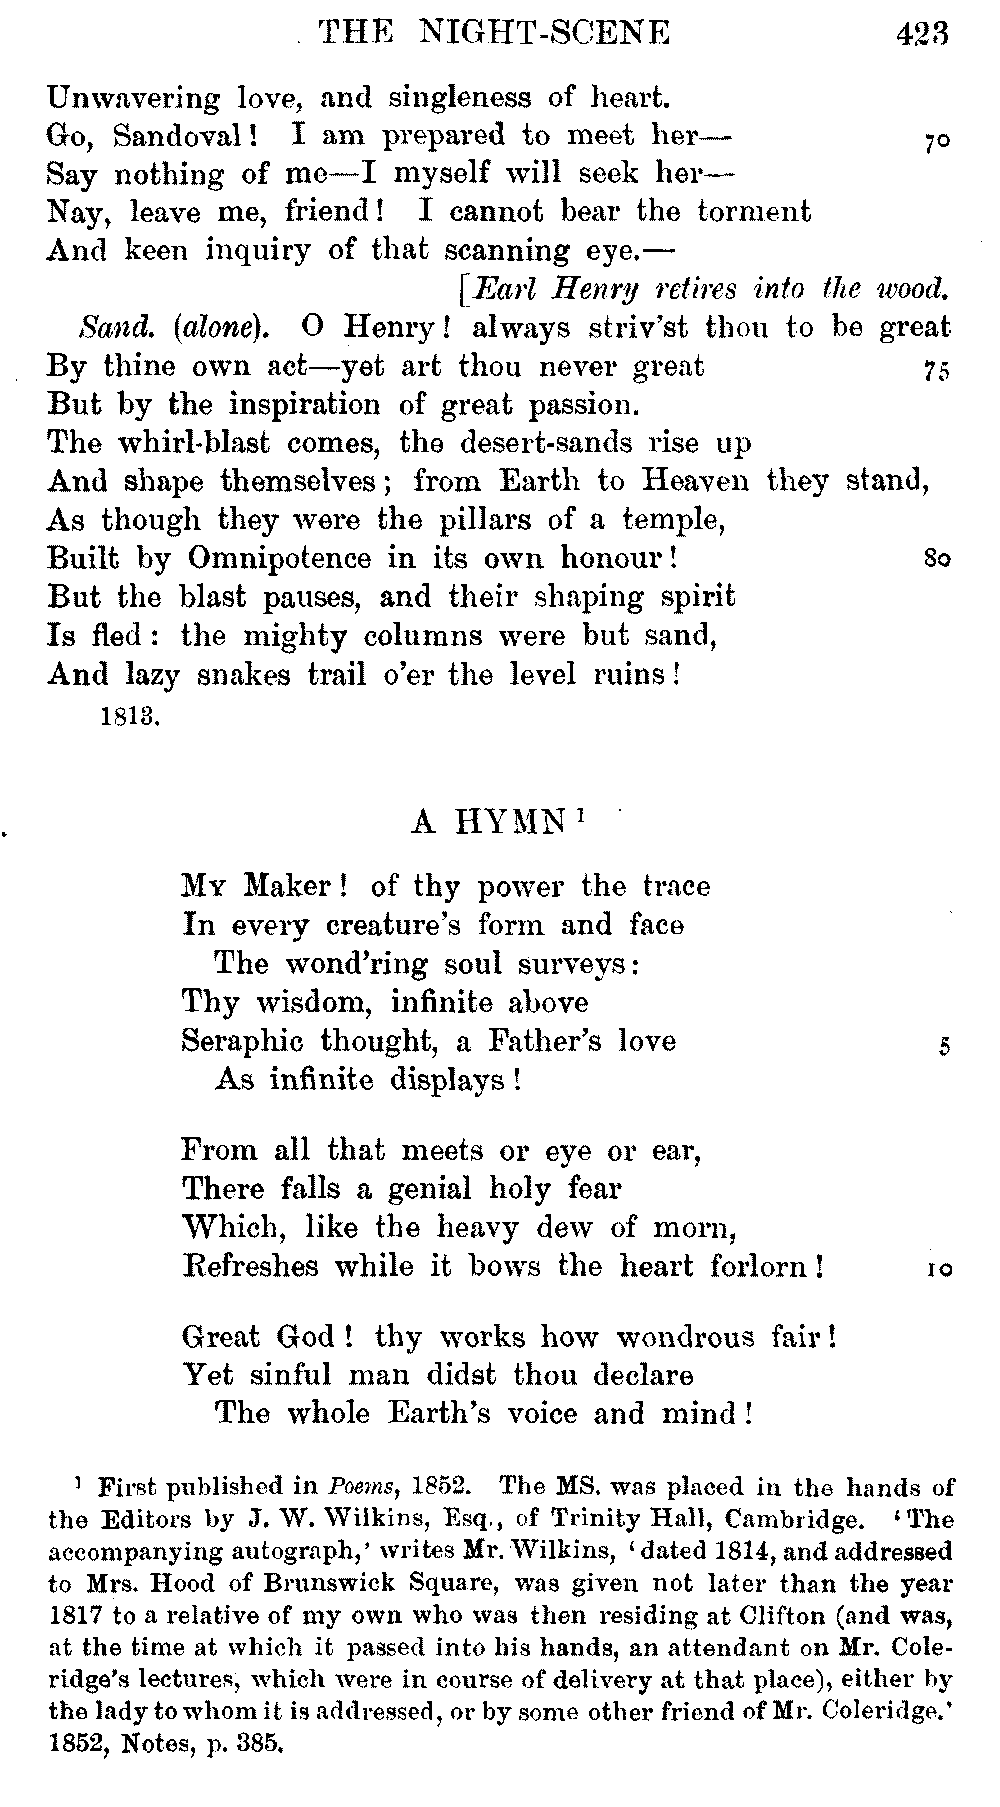 THE NIGHT-SCENE 423
Unwavering love, and singleness of heart.
Go, Sandoval! I am prepared to meet her— 70
Say nothing of me—I myself will seek her—
Nay, leave me, friend! I cannot bear the torment
And keen inquiry of that scanning eye.—
[Earl Henry retires into the wood.
Sand. (alone). O Henry! always striv'st thou to be great
By thine own act—yet art thou never great 75
But by the inspiration of great passion.
The whirl-blast comes, the desert-sands rise up
And shape themselves; from Earth to Heaven they stand,
As though they were the pillars of a temple,
Built by Omnipotence in its own honour! 80
But the blast pauses, and their shaping spirit
Is fled: the mighty columns were but sand,
And lazy snakes trail o'er the level ruins!
1813.
A HYMN 1
MY Maker! of thy power the trace
In every creature's form and face
The wond'ring soul surveys:
Thy wisdom, infinite above
Seraphic thought, a Father's love 5
As infinite displays!
From all that meets or eye or ear,
There falls a genial holy fear
Which, like the heavy dew of morn,
Refreshes while it bows the heart forlorn! 10
Great God! thy works how wondrous fair!
Yet sinful man didst thou declare
The whole Earth's voice and mind!
1 First published in Poems, 1852. The MS. was placed in the hands of
the Editors by J. W. Wilkins, Esq., of Trinity Hall, Cambridge. 'The
accompanying autograph,' writes Mr. Wilkins, 'dated 1814, and addressed
to Mrs. Hood of Brunswick Square, was given not later than the year
1817 to a relative of my own who was then residing at Clifton (and was,
at the time at which it passed into his hands, an attendant on Mr. Cole-
ridge's lectures, which were in course of delivery at that place), either by
the lady to whom it is addressed, or by some other friend of Mr. Coleridge.'
1852, Notes, p. 385.